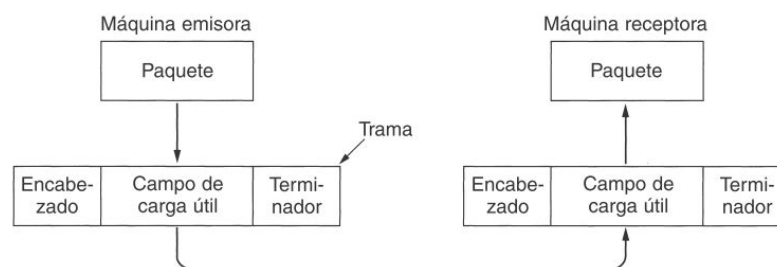 Máquina emisora
Paquete
Trama
Encabe-
zado
Campo de
carga útil
Termi-
nador
Máquina receptora
Paquete
Encabe-
zado
Campo de
carga útil
Termi-
nador